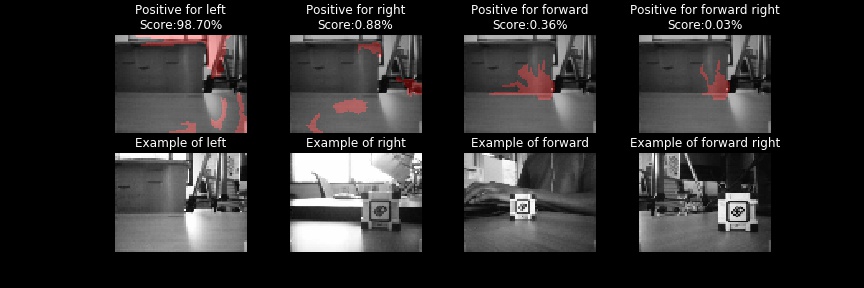 Positive for left
Score:98.70%
Positive for right
Score:0.88%
Positive for forward
Score:0.36%
Positive for forward right
Score:0.03%
Example of left
Example of right
Example of forward
Example of forward right